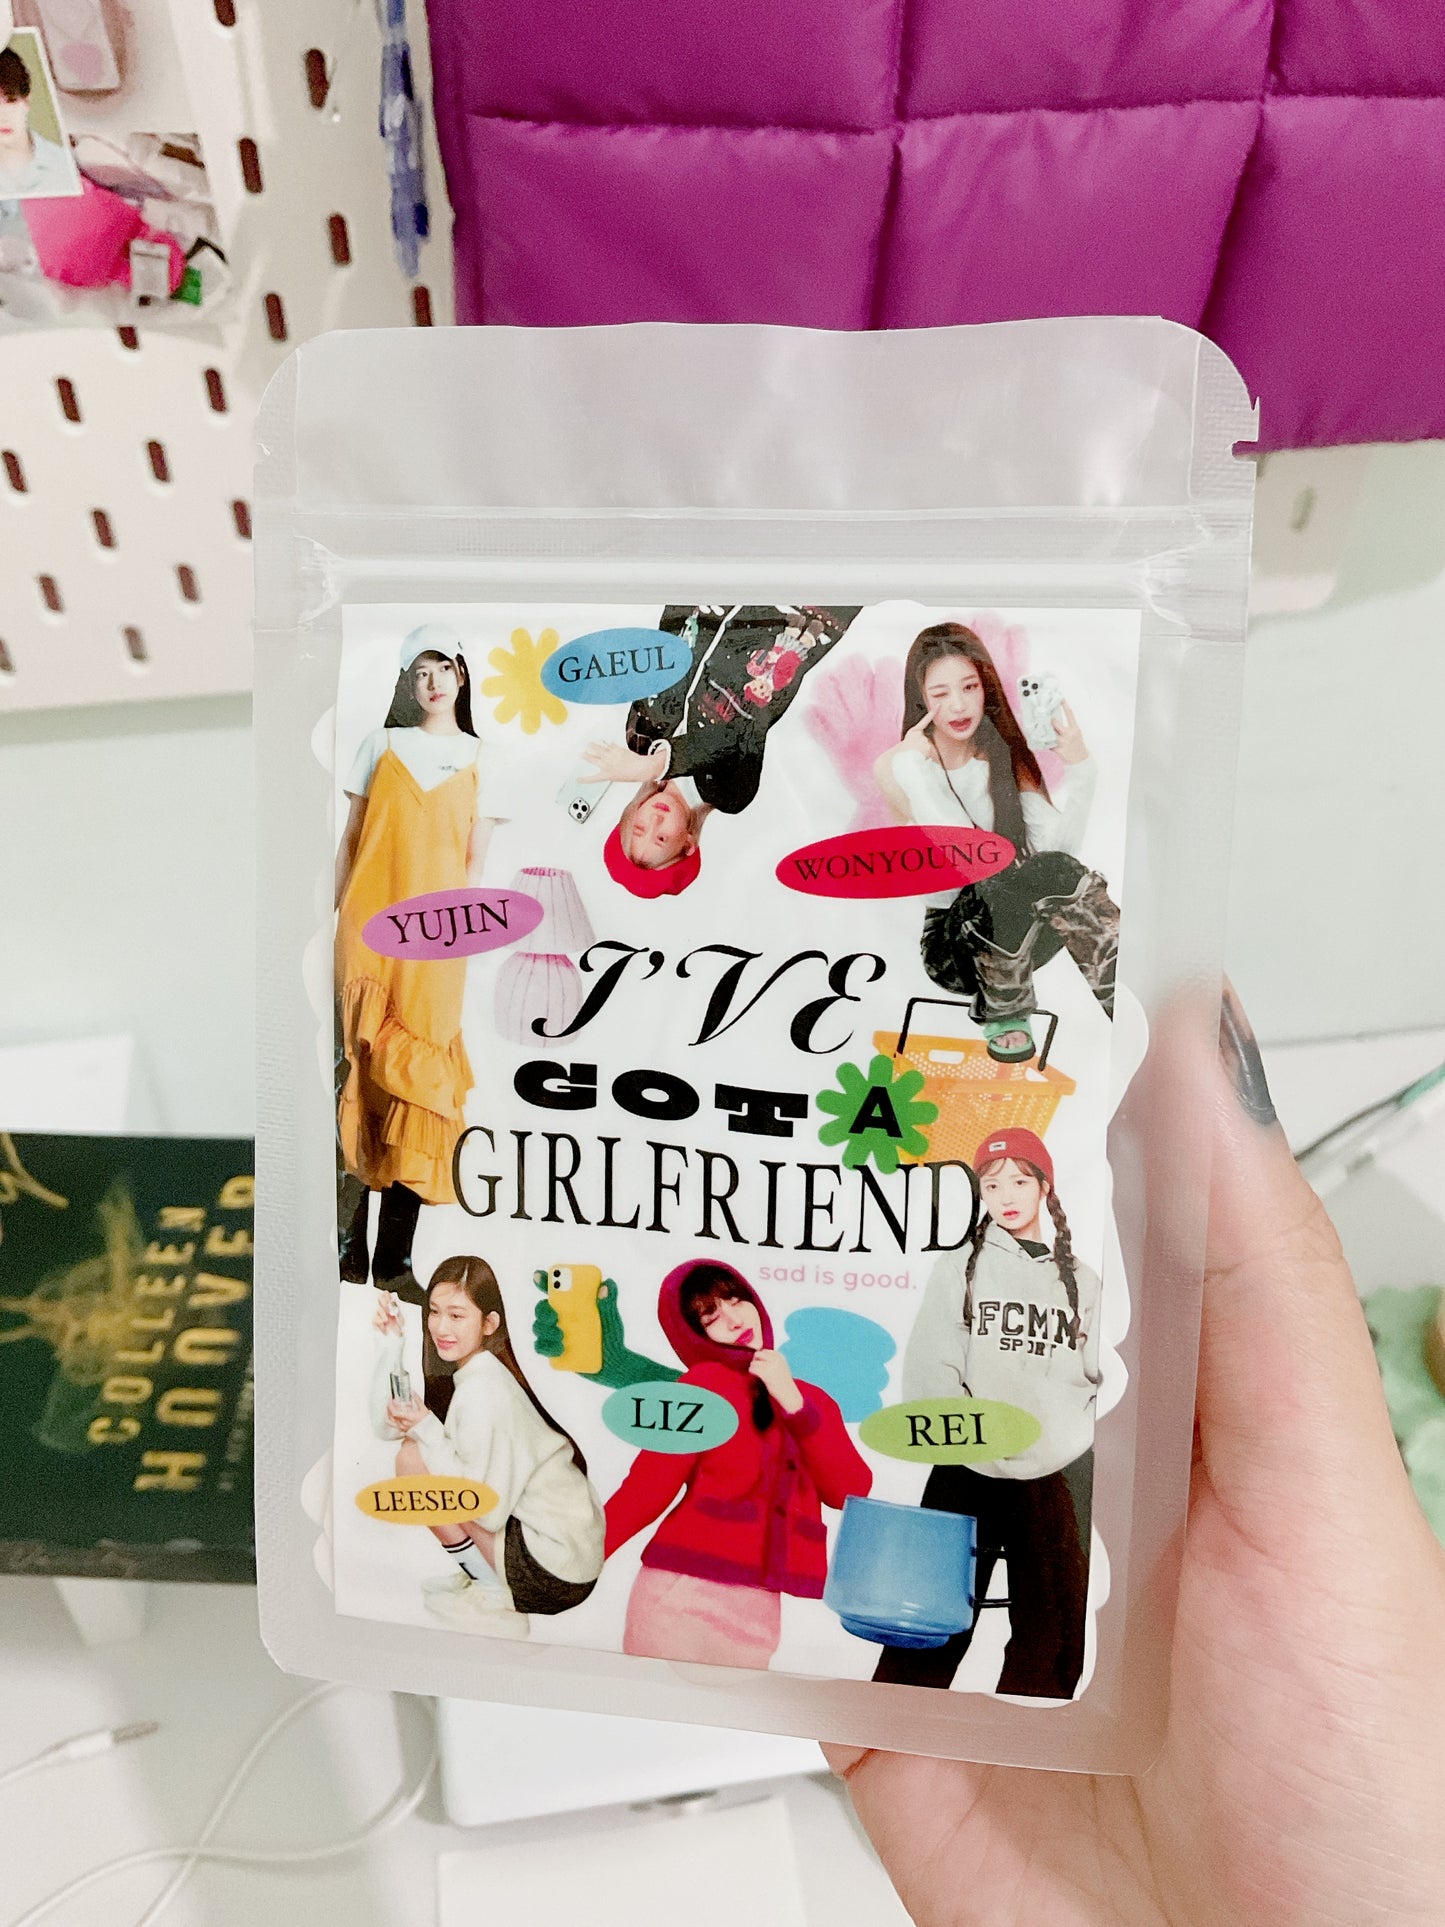 GAEUL
WONYOUNG
YUJIN
I'VE
GOT A
GIRLFRIEND
sad is good.
FCMM
SPORT
LIZ
REI
LEESEO
COLLEEN
HOOVER